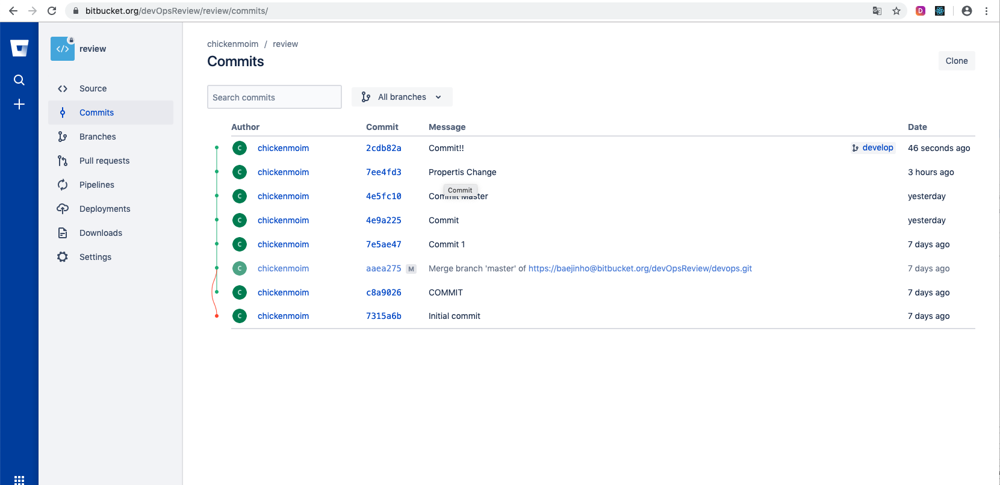 bitbucket.org/devOpsReview/review/commits/
D
review
Source
Commits
Branches
Pull requests
Pipelines
Deployments
Downloads
Settings
chickenmoim / review
Commits
Clone
Search commits
All branches
Author Commit Message Date
C chickenmoim 2cdb82a Commit!! develop 46 seconds ago
C chickenmoim 7ee4fd3 Propertis Change 3 hours ago
Commit
C chickenmoim 4e5fc10 Commit Master yesterday
C chickenmoim 4e9a225 Commit yesterday
C chickenmoim 7e5ae47 Commit 1 7 days ago
C chickenmoim aaea275 M Merge branch 'master' of https://baejinho@bitbucket.org/devOpsReview/devops.git 7 days ago
C chickenmoim c8a9026 COMMIT 7 days ago
C chickenmoim 7315a6b Initial commit 7 days ago